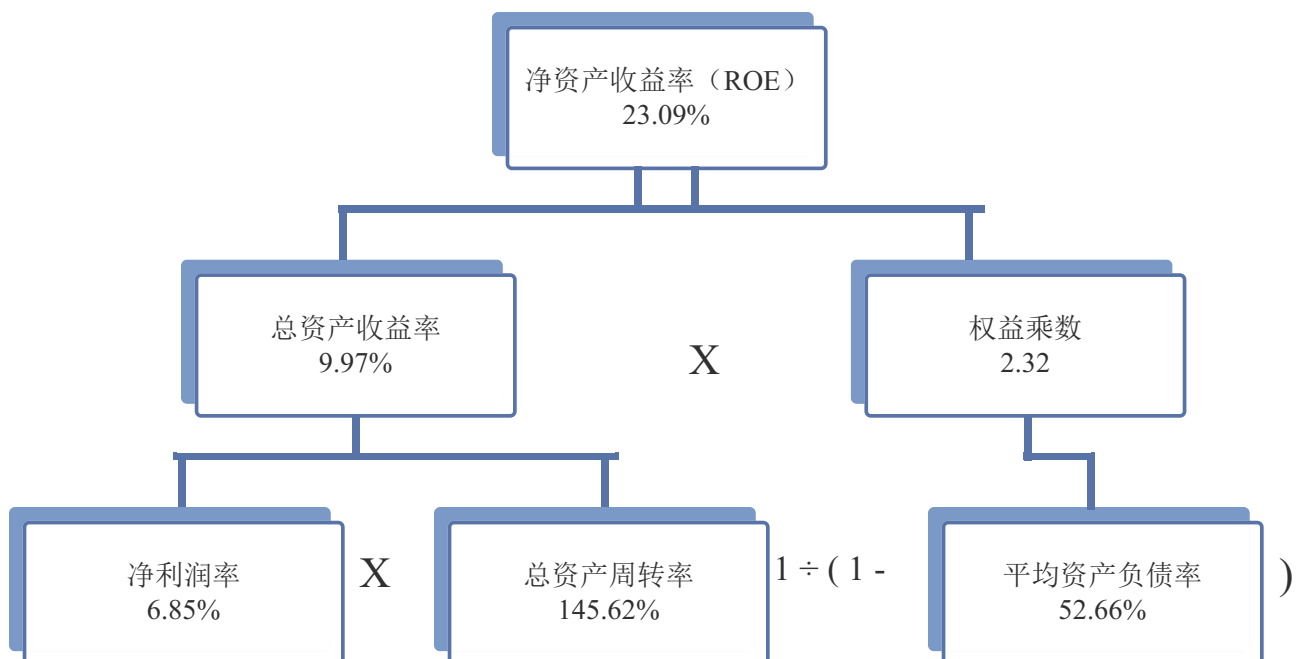 净资产收益率（ROE）
23.09%
总资产收益率
9.97%
X
权益乘数
2.32
净利润率
6.85%
X
总资产周转率
145.62%
1 ÷ ( 1 -
平均资产负债率
52.66%
)